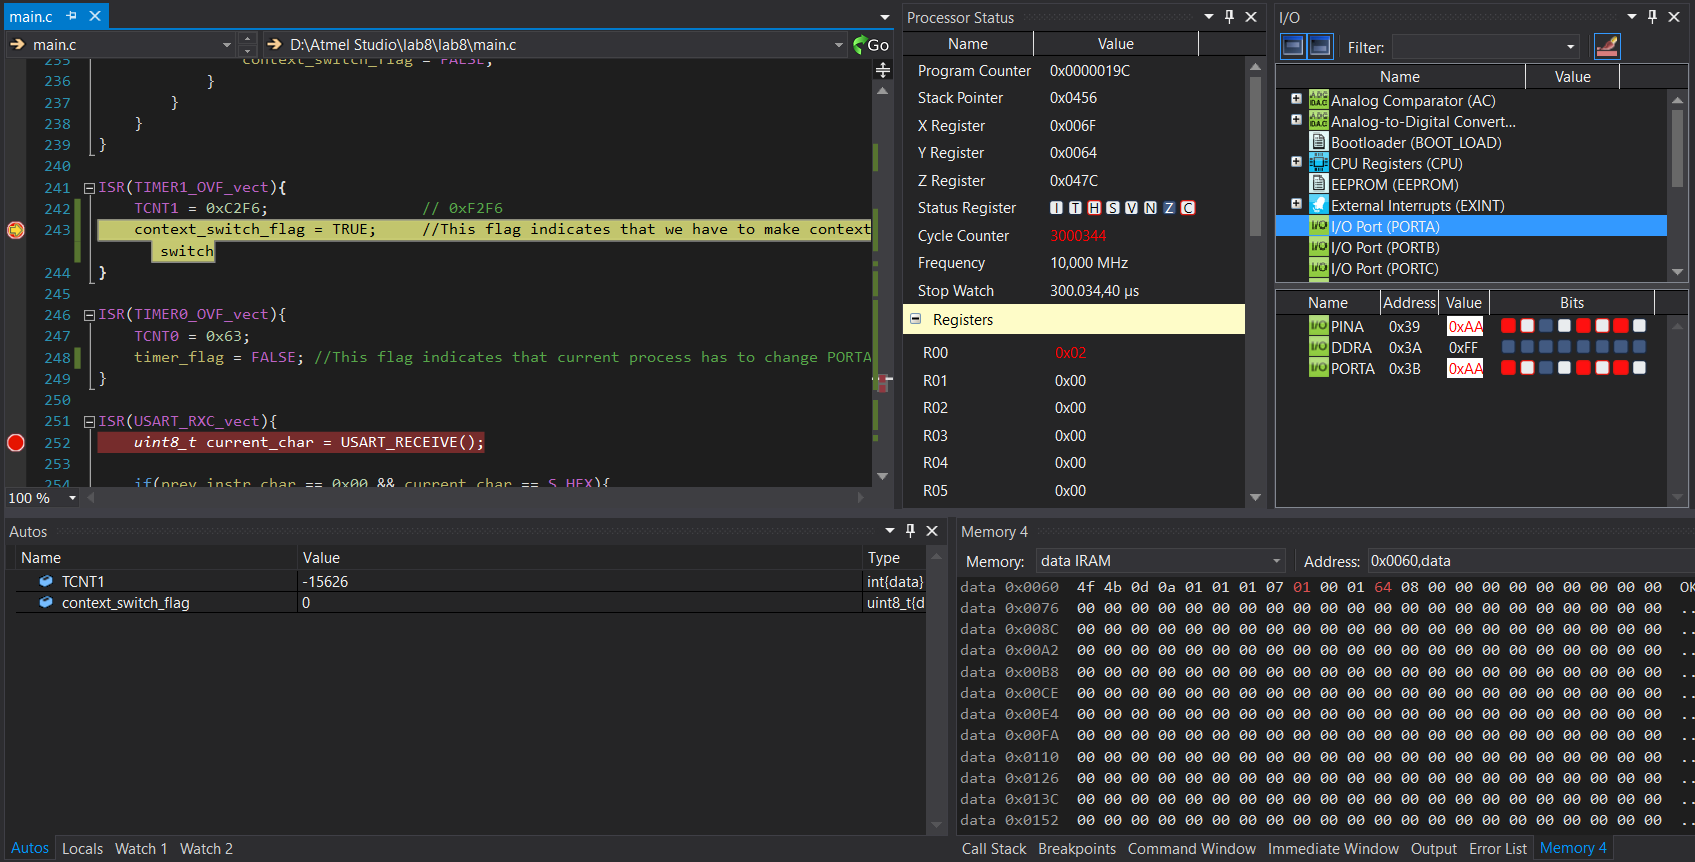 main.c
main.c
D:\Atmel Studio\lab8\lab8\main.c
Go
235 context_switch_flag = FALSE;
236 }
237 }
238 }
239 }
240
241 ISR(TIMER1_OVF_vect){
242 TCNT1 = 0xC2F6; // 0xF2F6
243 context_switch_flag = TRUE; //This flag indicates that we have to make context
switch
244 }
245
246 ISR(TIMER0_OVF_vect){
247 TCNT0 = 0x63;
248 timer_flag = FALSE; //This flag indicates that current process has to change PORTA
249 }
250
251 ISR(USART_RXC_vect){
252 uint8_t current_char = USART_RECEIVE();
253
254 if(prev_instr_char == 0x00 && current_char == S_HEX){
100 %
Processor Status
Name Value
Program Counter 0x0000019C
Stack Pointer 0x0456
X Register 0x006F
Y Register 0x0064
Z Register 0x047C
Status Register I T H S V N Z C
Cycle Counter 3000344
Frequency 10,000 MHz
Stop Watch 300.034,40 µs
Registers
R00 0x02
R01 0x00
R02 0x00
R03 0x00
R04 0x00
R05 0x00
I/O
Filter:
Name Value
Analog Comparator (AC)
Analog-to-Digital Convert...
Bootloader (BOOT_LOAD)
CPU Registers (CPU)
EEPROM (EEPROM)
External Interrupts (EXINT)
I/O Port (PORTA)
I/O Port (PORTB)
I/O Port (PORTC)
Name Address Value Bits
I/O PINA 0x39 0xAA
I/O DDRA 0x3A 0xFF
I/O PORTA 0x3B 0xAA
Autos
Name Value Type
TCNT1 -15626 int{data}
context_switch_flag 0 uint8_t{d
Autos Locals Watch 1 Watch 2
Memory 4
Memory: data IRAM Address: 0x0060,data
data 0x0060 4f 4b 0d 0a 01 01 01 07 01 00 01 64 08 00 00 00 00 00 00 00 00 00 OK
data 0x0076 00 00 00 00 00 00 00 00 00 00 00 00 00 00 00 00 00 00 00 00 00 00 ..
data 0x008C 00 00 00 00 00 00 00 00 00 00 00 00 00 00 00 00 00 00 00 00 00 00 ..
data 0x00A2 00 00 00 00 00 00 00 00 00 00 00 00 00 00 00 00 00 00 00 00 00 00 ..
data 0x00B8 00 00 00 00 00 00 00 00 00 00 00 00 00 00 00 00 00 00 00 00 00 00 ..
data 0x00CE 00 00 00 00 00 00 00 00 00 00 00 00 00 00 00 00 00 00 00 00 00 00 ..
data 0x00E4 00 00 00 00 00 00 00 00 00 00 00 00 00 00 00 00 00 00 00 00 00 00 ..
data 0x00FA 00 00 00 00 00 00 00 00 00 00 00 00 00 00 00 00 00 00 00 00 00 00 ..
data 0x0110 00 00 00 00 00 00 00 00 00 00 00 00 00 00 00 00 00 00 00 00 00 00 ..
data 0x0126 00 00 00 00 00 00 00 00 00 00 00 00 00 00 00 00 00 00 00 00 00 00 ..
data 0x013C 00 00 00 00 00 00 00 00 00 00 00 00 00 00 00 00 00 00 00 00 00 00 ..
data 0x0152 00 00 00 00 00 00 00 00 00 00 00 00 00 00 00 00 00 00 00 00 00 00 ..
Call Stack Breakpoints Command Window Immediate Window Output Error List Memory 4